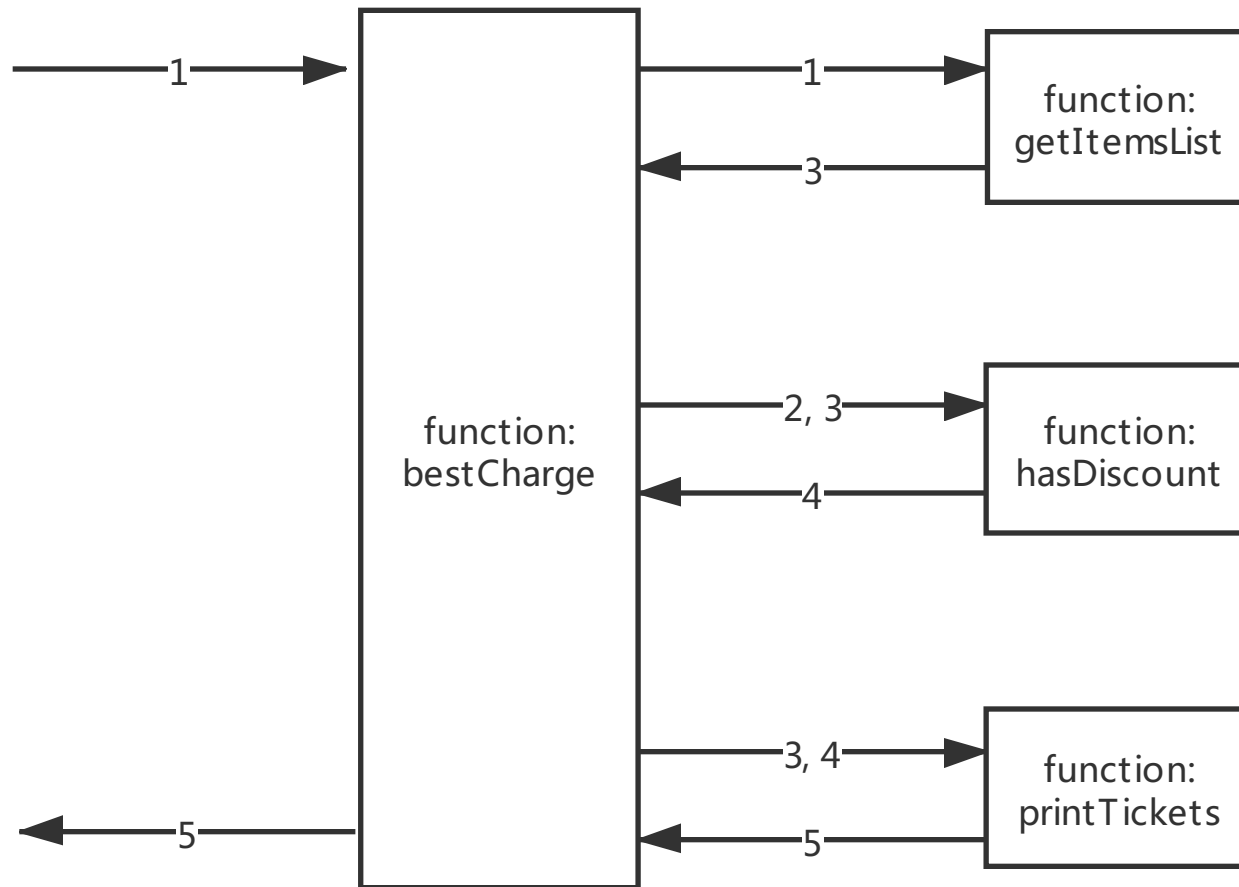 1
1
function:
getItemsList
3
2, 3
function:
bestCharge
function:
hasDiscount
4
3, 4
function:
printTickets
5
5